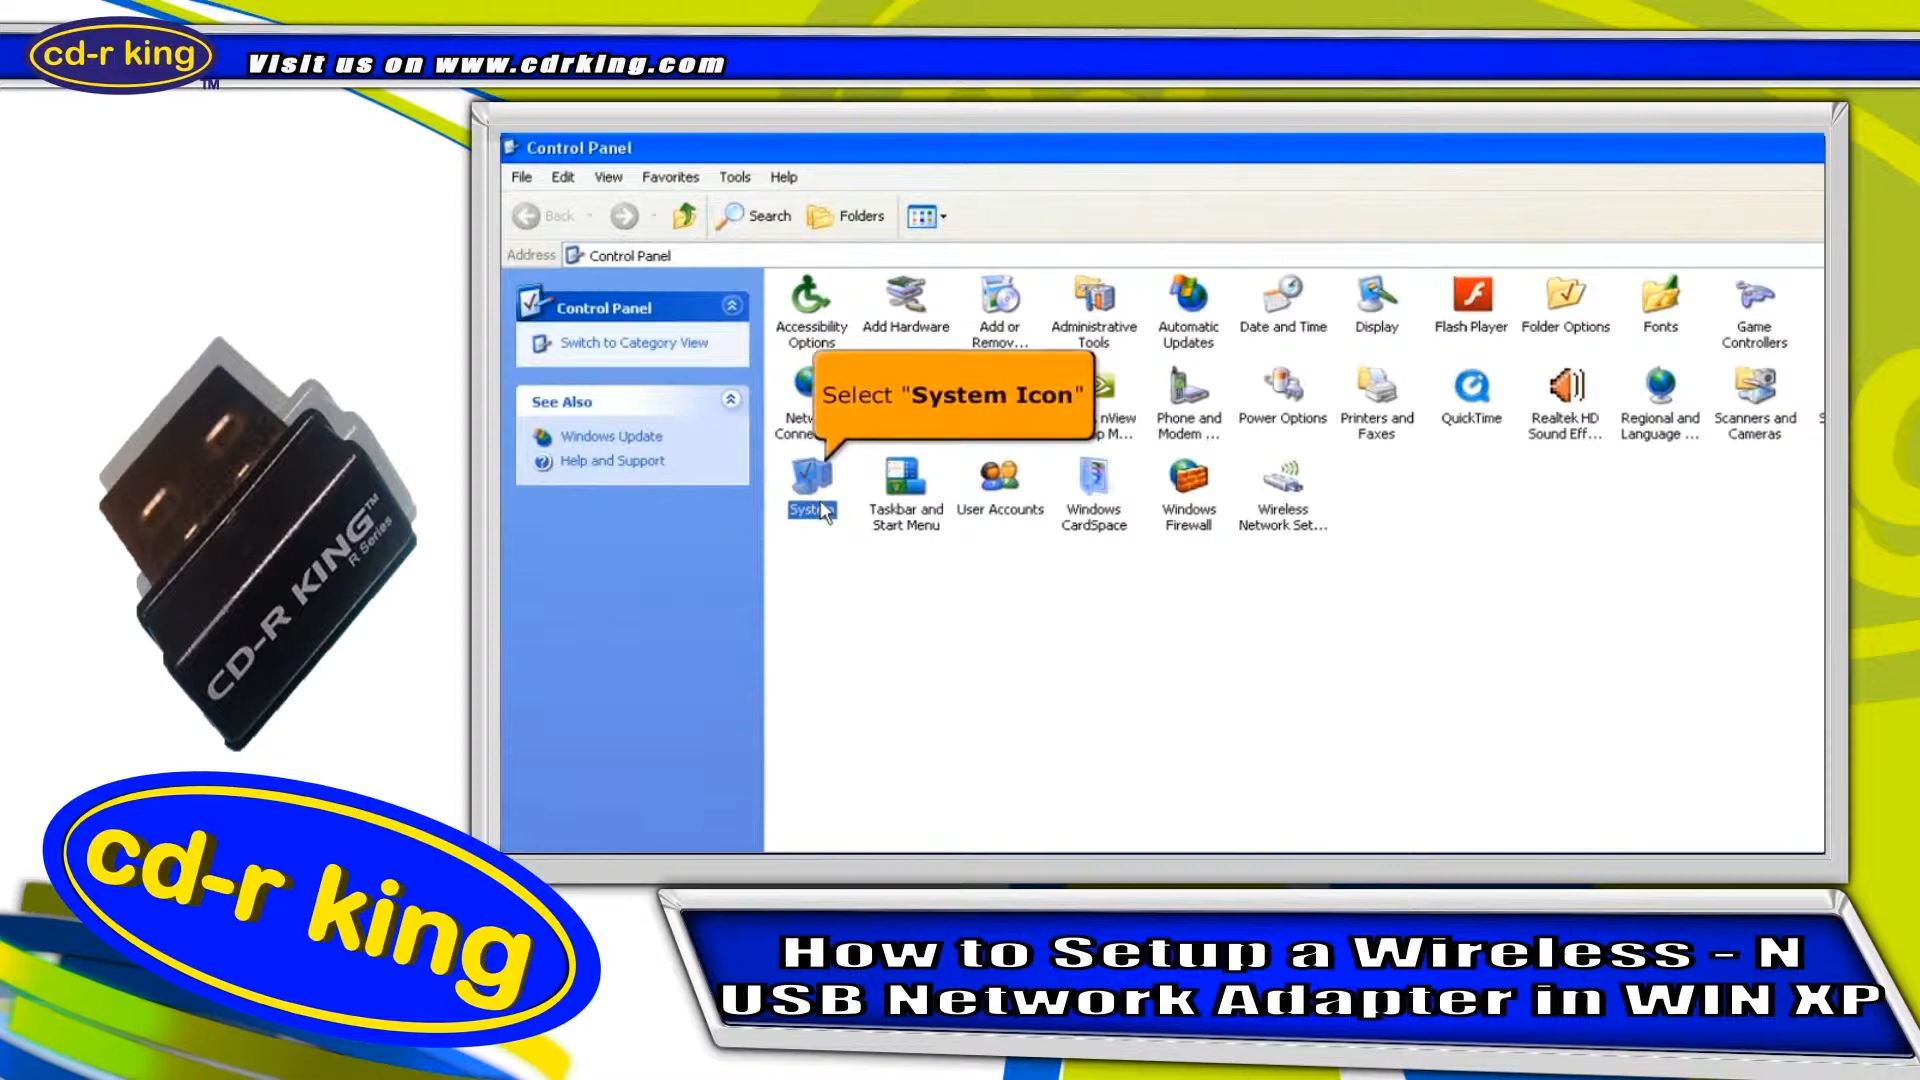 cd-r king
TM
Visit us on www.cdrking.com
Control Panel
File Edit View Favorites Tools Help
Back Search Folders
Address Control Panel
Control Panel
Switch to Category View
See Also
Windows Update
Help and Support
Accessibility Options
Add Hardware
Add or Remov...
Administrative Tools
Automatic Updates
Date and Time
Display
Flash Player
Folder Options
Fonts
Game Controllers
Select "System Icon"
nView
p M...
Phone and Modem ...
Power Options
Printers and Faxes
QuickTime
Realtek HD Sound Eff...
Regional and Language ...
Scanners and Cameras
System
Taskbar and Start Menu
User Accounts
Windows CardSpace
Windows Firewall
Wireless Network Set...
CD-R KING™
R Series
cd-r king
How to Setup a Wireless - N
USB Network Adapter in WIN XP